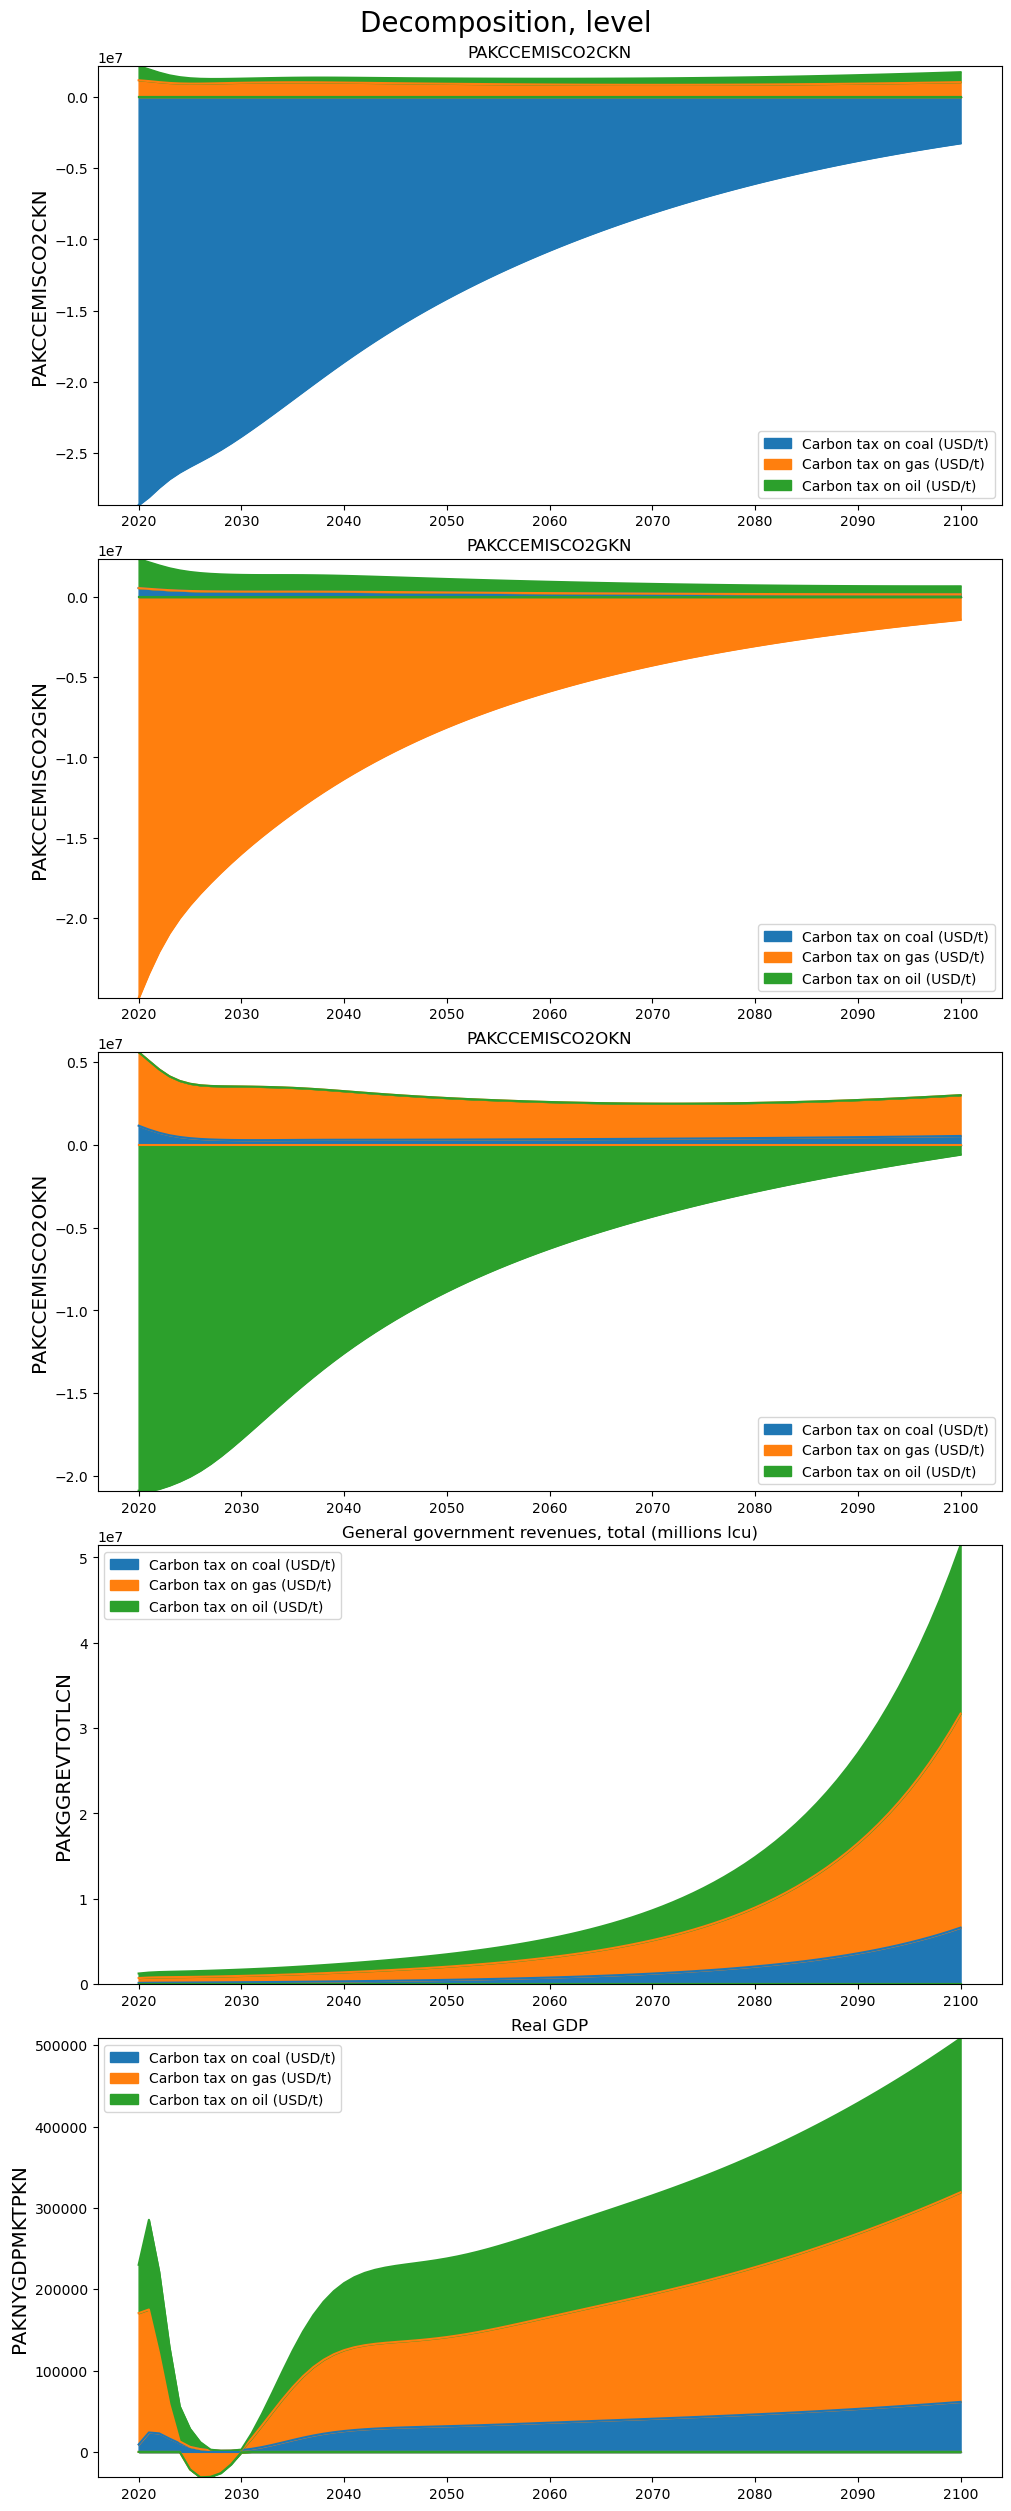 Decomposition, level
PAKCCEMISCO2CKN
1e7
0.0
−0.5
−1.0
−1.5
−2.0
−2.5
PAKCCEMISCO2CKN
Carbon tax on coal (USD/t)
Carbon tax on gas (USD/t)
Carbon tax on oil (USD/t)
2020 2030 2040 2050 2060 2070 2080 2090 2100
PAKCCEMISCO2GKN
1e7
0.0
−0.5
−1.0
−1.5
−2.0
PAKCCEMISCO2GKN
Carbon tax on coal (USD/t)
Carbon tax on gas (USD/t)
Carbon tax on oil (USD/t)
2020 2030 2040 2050 2060 2070 2080 2090 2100
PAKCCEMISCO2OKN
1e7
0.5
0.0
−0.5
−1.0
−1.5
−2.0
PAKCCEMISCO2OKN
Carbon tax on coal (USD/t)
Carbon tax on gas (USD/t)
Carbon tax on oil (USD/t)
2020 2030 2040 2050 2060 2070 2080 2090 2100
General government revenues, total (millions lcu)
1e7
5
4
3
2
1
0
PAKGGREVTOTLCN
Carbon tax on coal (USD/t)
Carbon tax on gas (USD/t)
Carbon tax on oil (USD/t)
2020 2030 2040 2050 2060 2070 2080 2090 2100
Real GDP
500000
400000
300000
200000
100000
0
PAKNYGDPMKTPKN
Carbon tax on coal (USD/t)
Carbon tax on gas (USD/t)
Carbon tax on oil (USD/t)
2020 2030 2040 2050 2060 2070 2080 2090 2100